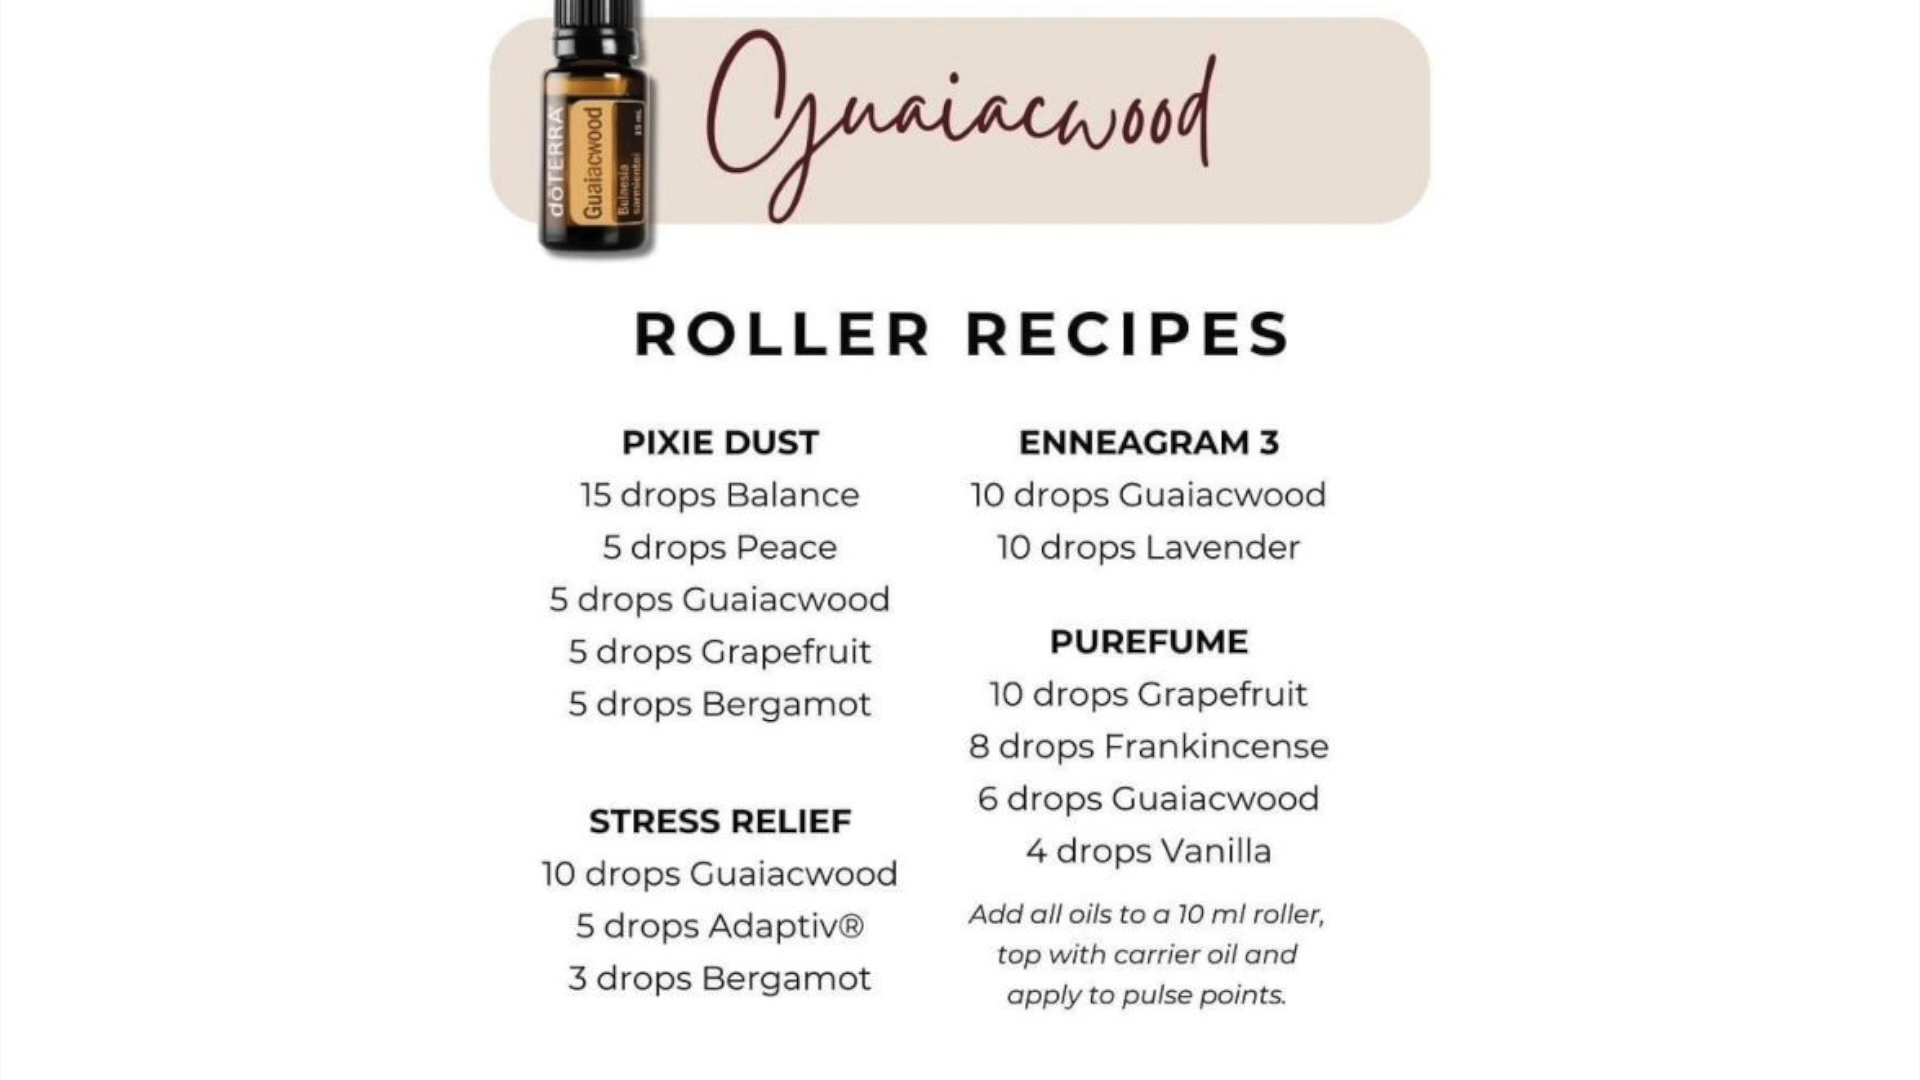 dōTERRA
Guaiacwood
Bulnesia
sarmientoi
15 mL
Guaiacwood
ROLLER RECIPES
PIXIE DUST
15 drops Balance
5 drops Peace
5 drops Guaiacwood
5 drops Grapefruit
5 drops Bergamot
STRESS RELIEF
10 drops Guaiacwood
5 drops Adaptiv®
3 drops Bergamot
ENNEAGRAM 3
10 drops Guaiacwood
10 drops Lavender
PUREFUME
10 drops Grapefruit
8 drops Frankincense
6 drops Guaiacwood
4 drops Vanilla
Add all oils to a 10 ml roller,
top with carrier oil and
apply to pulse points.